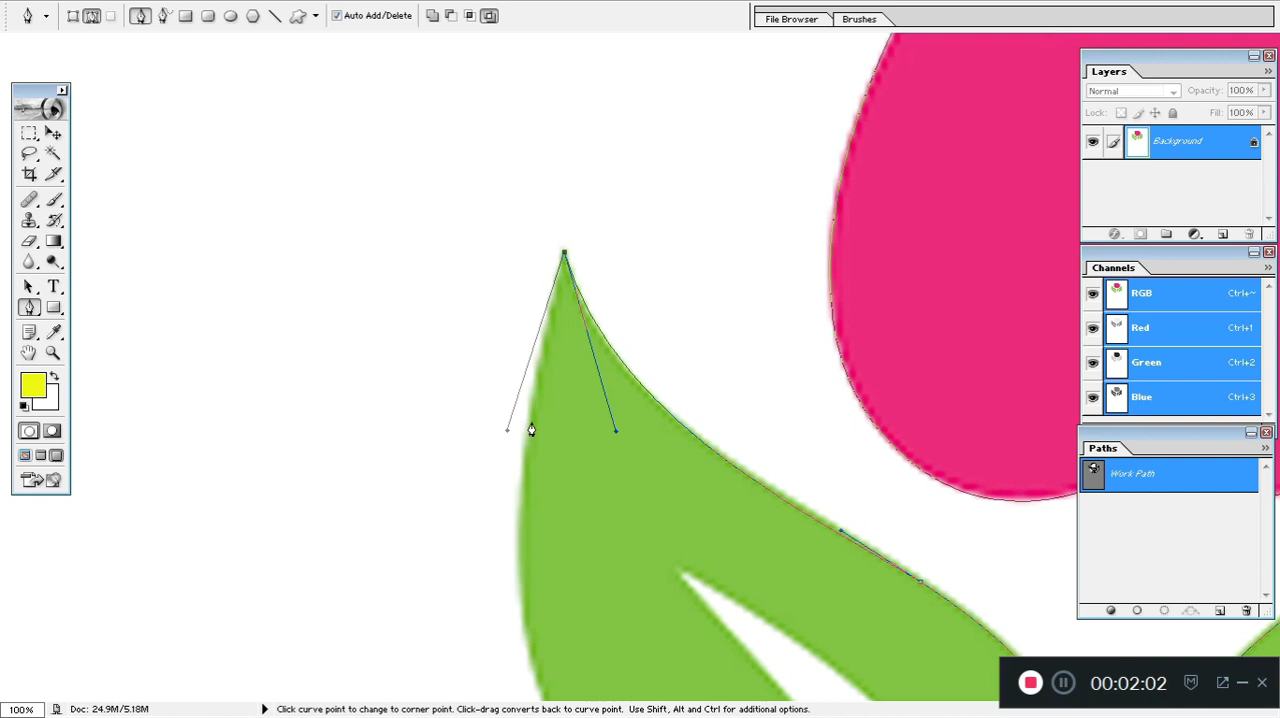 Auto Add/Delete
File Browser
Brushes
Layers
Normal
Opacity: 100%
Lock:
Fill: 100%
Background
Channels
RGB Ctrl+~
Red Ctrl+1
Green Ctrl+2
Blue Ctrl+3
Paths
Work Path
T
00:02:02
100%
Doc: 24.9M/5.18M
Click curve point to change to corner point. Click-drag converts back to curve point. Use Shift, Alt and Ctrl for additional options.